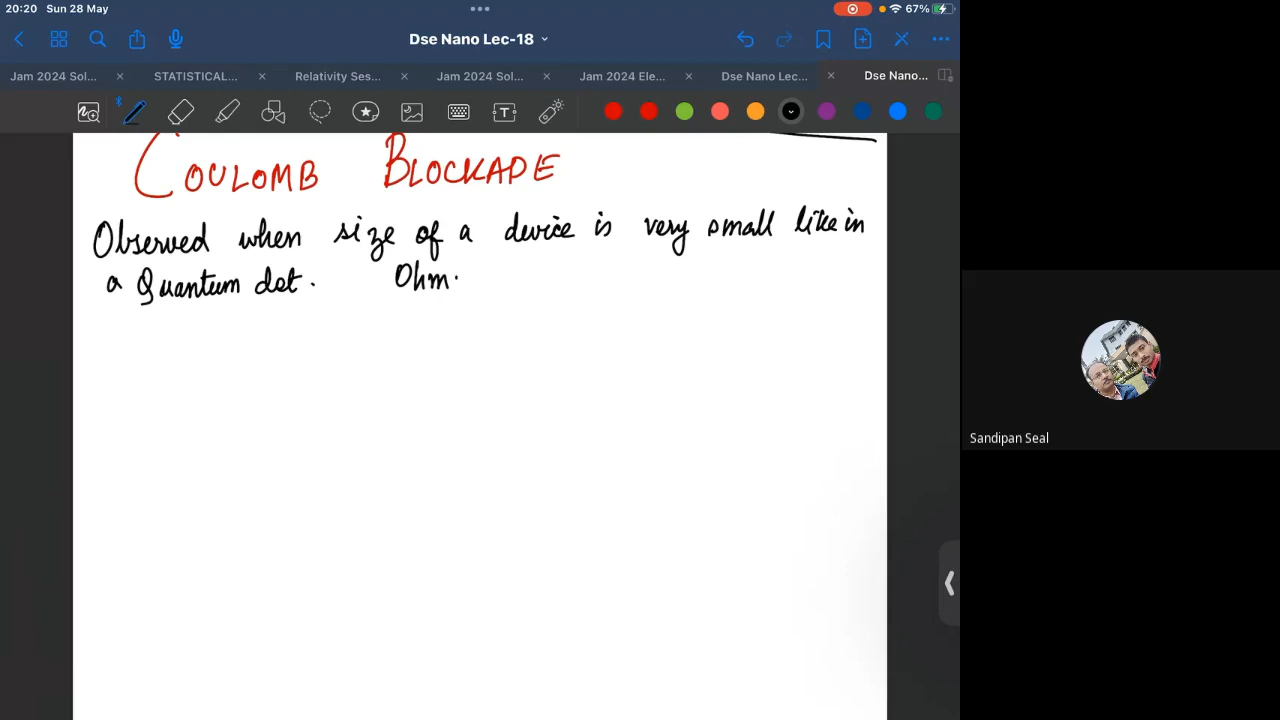 20:20 Sun 28 May
67%
Dse Nano Lec-18
Jam 2024 Sol...
STATISTICAL...
Relativity Ses...
Jam 2024 Sol...
Jam 2024 Ele...
Dse Nano Lec...
Dse Nano...
COULOMB BLOCKADE
Observed when size of a device is very small like in
a Quantum dot. Ohm.
Sandipan Seal